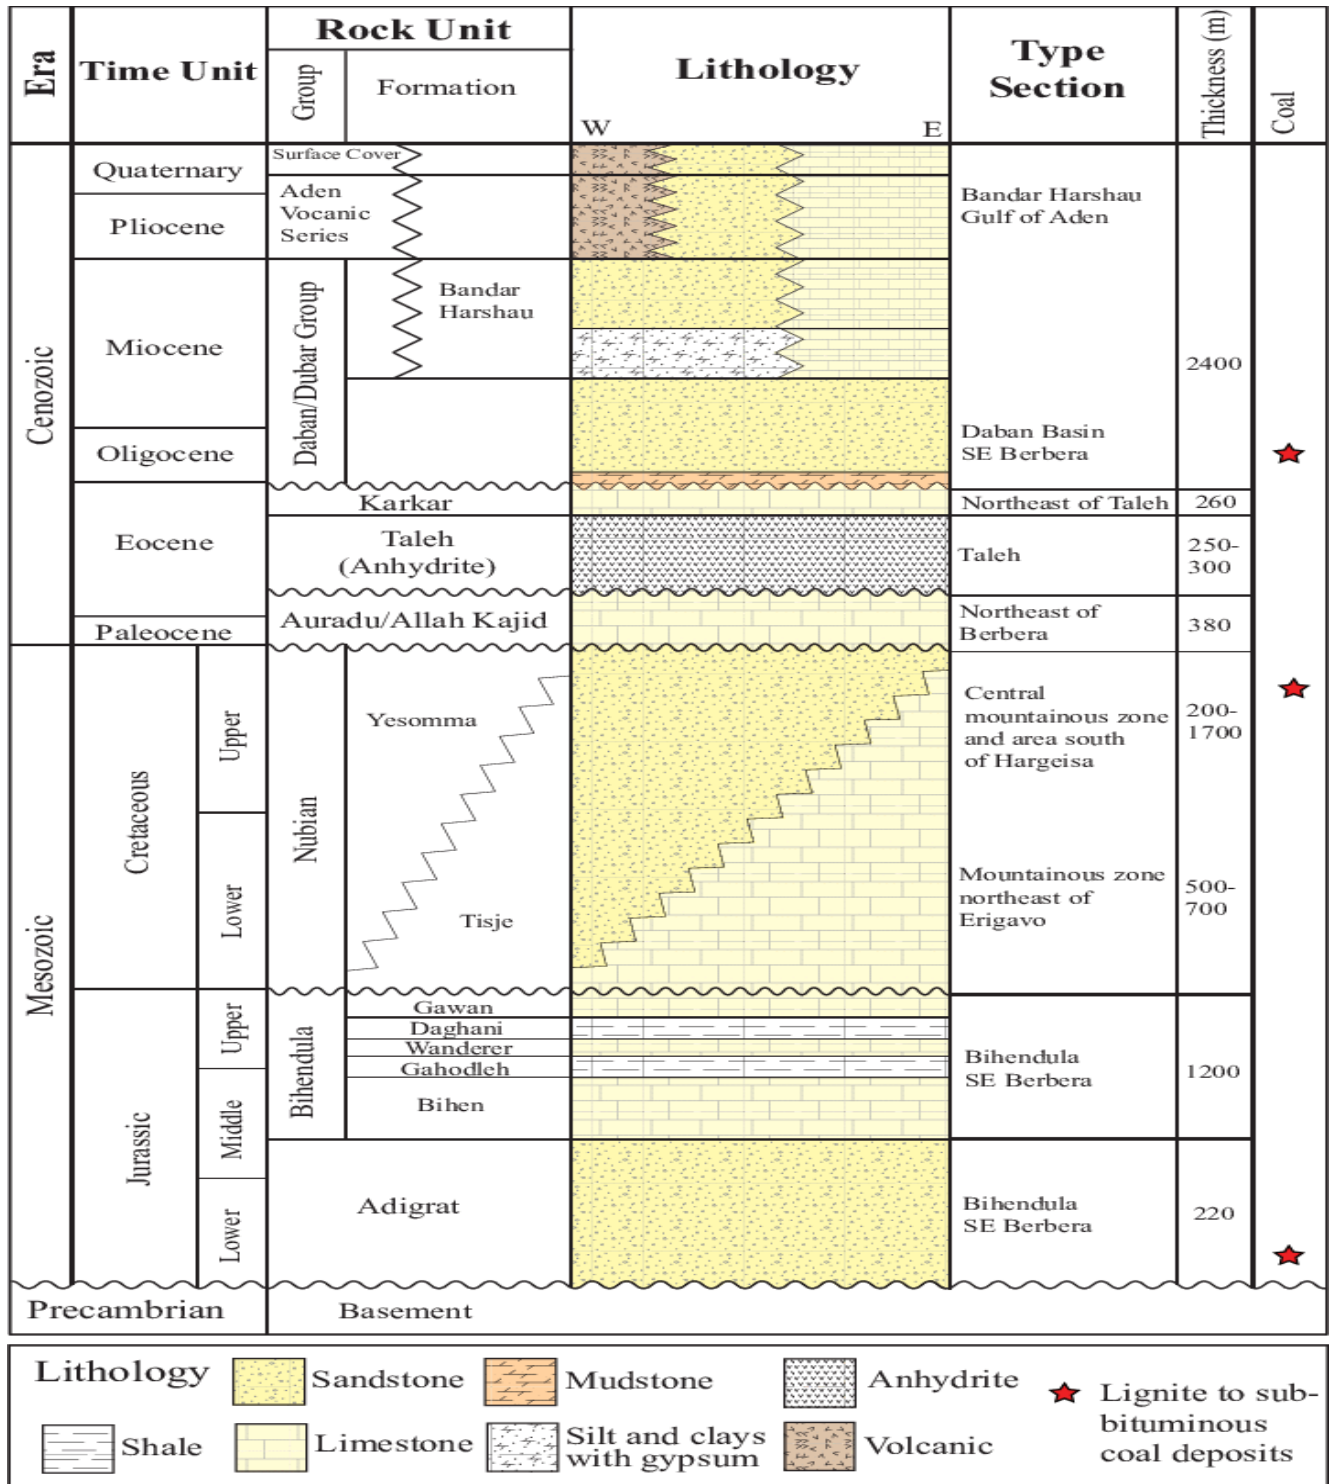 Era
Time Unit
Rock Unit
Group
Formation
Lithology
W
E
Type
Section
Thickness (m)
Coal
Cenozoic
Quaternary
Pliocene
Miocene
Oligocene
Eocene
Paleocene
Surface Cover
Aden
Vocanic
Series
Daban/Dubar Group
Bandar
Harshau
Karkar
Taleh
(Anhydrite)
Auradu/Allah Kajid
Bandar Harshau
Gulf of Aden
2400
Daban Basin
SE Berbera
Northeast of Taleh
260
Taleh
250-
300
Northeast of
Berbera
380
Mesozoic
Cretaceous
Upper
Lower
Nubian
Yesomma
Tisje
Central
mountainous zone
and area south
of Hargeisa
200-
1700
Mountainous zone
northeast of
Erigavo
500-
700
Jurassic
Upper
Middle
Lower
Bihendula
Gawan
Daghani
Wanderer
Gahodleh
Bihen
Bihendula
SE Berbera
1200
Adigrat
Bihendula
SE Berbera
220
Precambrian
Basement
Lithology
Sandstone
Mudstone
Anhydrite
Lignite to sub-
bituminous
coal deposits
Shale
Limestone
Silt and clays
with gypsum
Volcanic